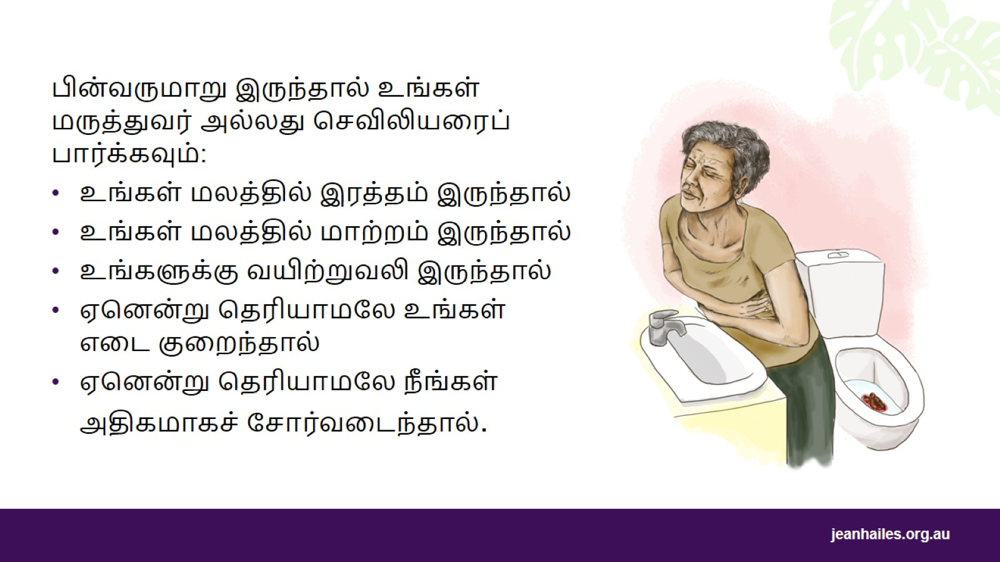 பின்வருமாறு இருந்தால் உங்கள்
மருத்துவர் அல்லது செவிலியரைப்
பார்க்கவும்:
• உங்கள் மலத்தில் இரத்தம் இருந்தால்
• உங்கள் மலத்தில் மாற்றம் இருந்தால்
• உங்களுக்கு வயிற்றுவலி இருந்தால்
• ஏனென்று தெரியாமலே உங்கள்
எடை குறைந்தால்
• ஏனென்று தெரியாமலே நீங்கள்
அதிகமாகச் சோர்வடைந்தால்.
jeanhailes.org.au